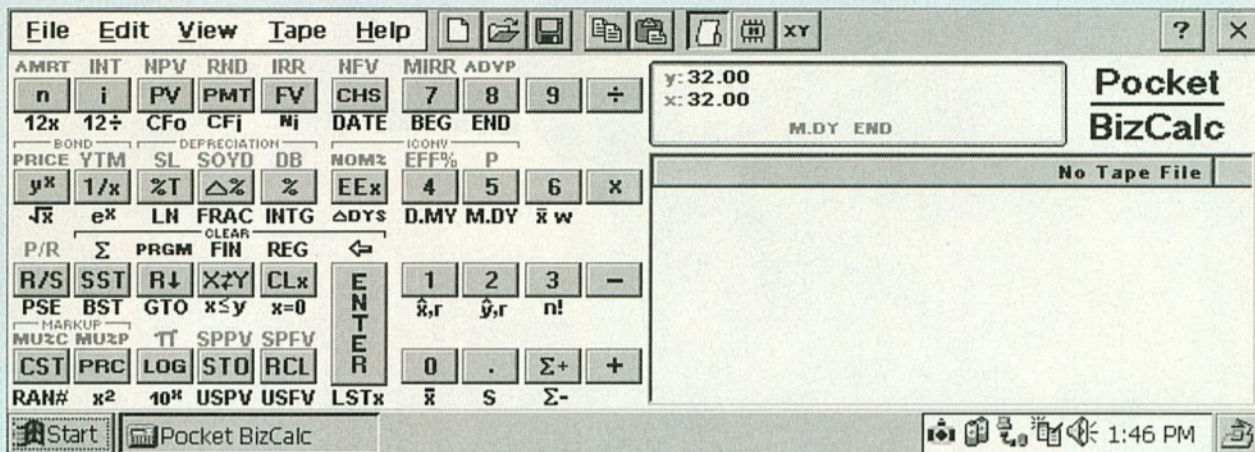 File Edit View Tape Help XY ? ×
AMRT INT NPV RND IRR NFV MIRR ADVP
n i PV PMT FV CHS 7 8 9 ÷
12x 12÷ CFo CFj Nj DATE BEG END
BOND DEPRECIATION ICONV
PRICE YTM SL SOYD DB NOM% EFF% P
yx 1/x %T △% % EEx 4 5 6 ×
√x ex LN FRAC INTG △DYS D.MY M.DY x̄ w
CLEAR
P/R Σ PRGM FIN REG ⇦
R/S SST R↓ X⇄Y CLx ENTER 1 2 3 −
PSE BST GTO x≤y x=0 x̂,r ŷ,r n!
MARKUP
MU%C MU%P π SPPV SPFV
CST PRC LOG STO RCL 0 . Σ+ +
RAN# x² 10ˣ USPV USFV LSTx x̄ S Σ-
y: 32.00
x: 32.00
M.DY END
Pocket
BizCalc
No Tape File
Start Pocket BizCalc 1:46 PM